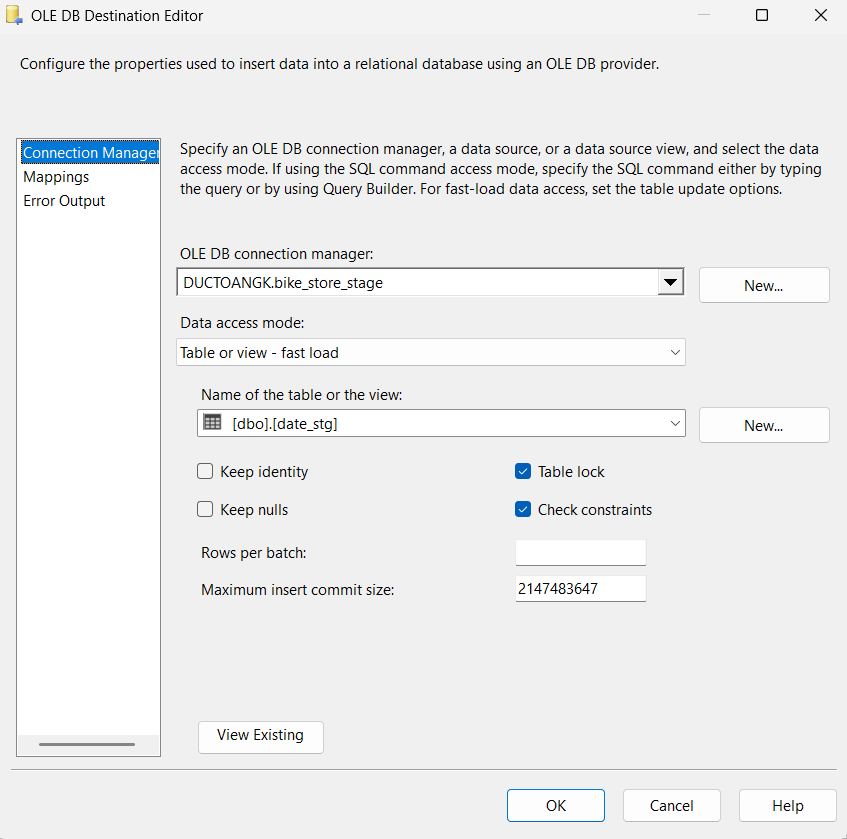 OLE DB Destination Editor
Configure the properties used to insert data into a relational database using an OLE DB provider.
Connection Manager
Mappings
Error Output
Specify an OLE DB connection manager, a data source, or a data source view, and select the data
access mode. If using the SQL command access mode, specify the SQL command either by typing
the query or by using Query Builder. For fast-load data access, set the table update options.
OLE DB connection manager:
DUCTOANGK.bike_store_stage
New...
Data access mode:
Table or view - fast load
Name of the table or the view:
[dbo].[date_stg]
New...
Keep identity
Table lock
Keep nulls
Check constraints
Rows per batch:
Maximum insert commit size:
2147483647
View Existing
OK
Cancel
Help